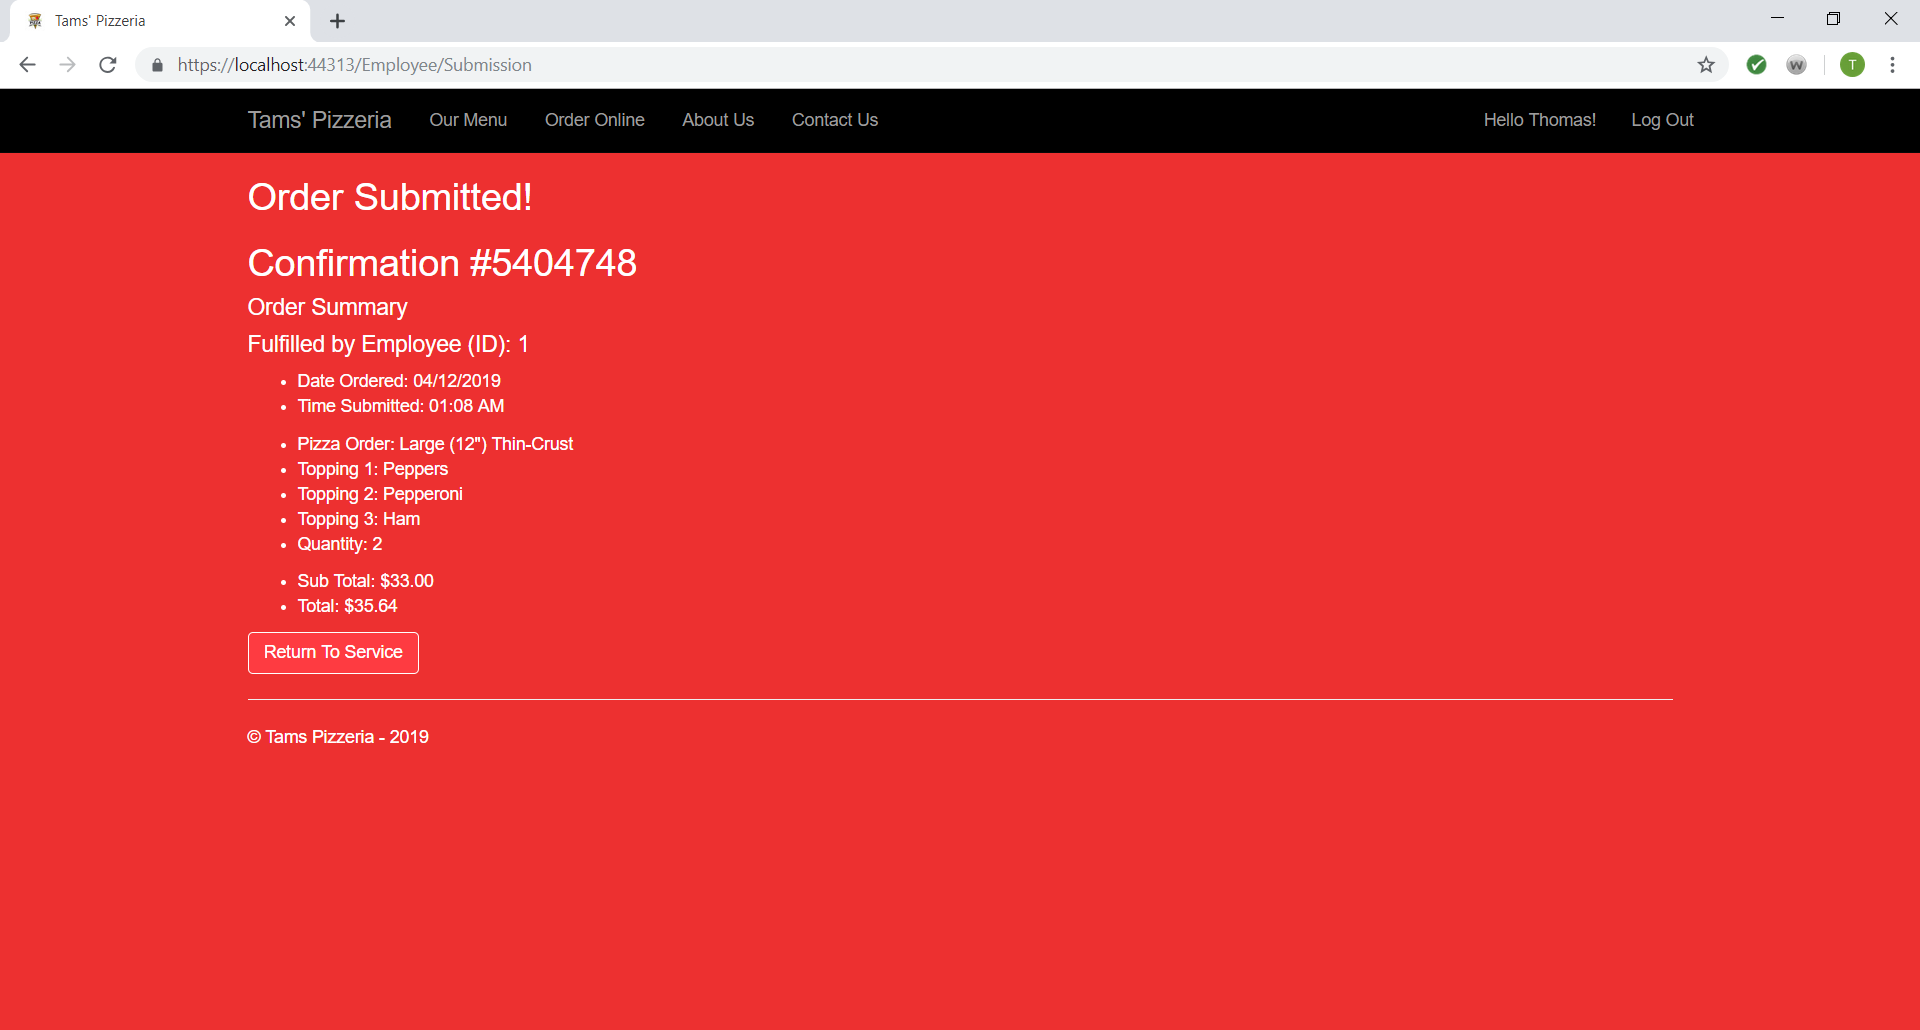 Tams' Pizzeria
https://localhost:44313/Employee/Submission
W
T
Tams' Pizzeria Our Menu Order Online About Us Contact Us Hello Thomas! Log Out
Order Submitted!
Confirmation #5404748
Order Summary
Fulfilled by Employee (ID): 1
• Date Ordered: 04/12/2019
• Time Submitted: 01:08 AM
• Pizza Order: Large (12") Thin-Crust
• Topping 1: Peppers
• Topping 2: Pepperoni
• Topping 3: Ham
• Quantity: 2
• Sub Total: $33.00
• Total: $35.64
Return To Service
© Tams Pizzeria - 2019